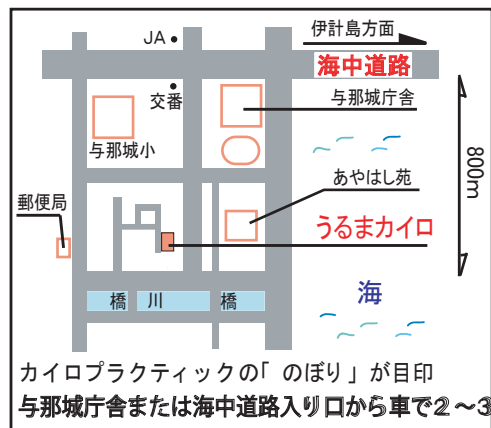 伊計島方面
JA
海中道路
交番
与那城庁舎
与那城小
800m
あやはし苑
郵便局
うるまカイロ
橋 川 橋
海
カイロプラクティックの「のぼり」が目印
与那城庁舎または海中道路入り口から車で2〜3